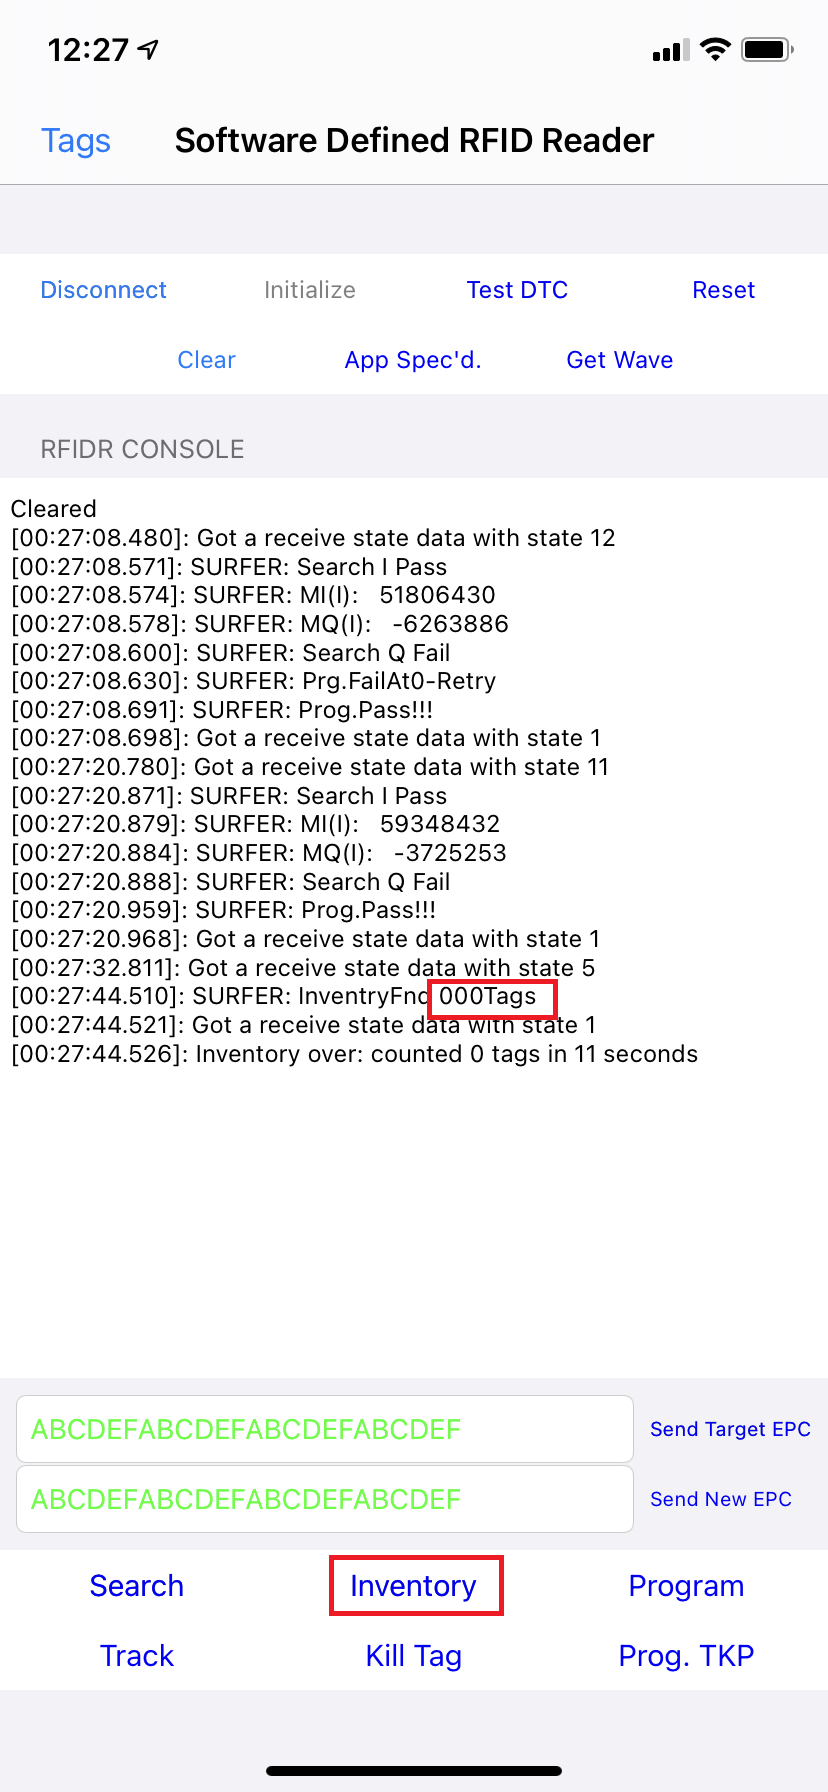 12:27
Tags Software Defined RFID Reader
Disconnect Initialize Test DTC Reset
Clear App Spec'd. Get Wave
RFIDR CONSOLE
Cleared
[00:27:08.480]: Got a receive state data with state 12
[00:27:08.571]: SURFER: Search I Pass
[00:27:08.574]: SURFER: MI(I): 51806430
[00:27:08.578]: SURFER: MQ(I): -6263886
[00:27:08.600]: SURFER: Search Q Fail
[00:27:08.630]: SURFER: Prg.FailAt0-Retry
[00:27:08.691]: SURFER: Prog.Pass!!!
[00:27:08.698]: Got a receive state data with state 1
[00:27:20.780]: Got a receive state data with state 11
[00:27:20.871]: SURFER: Search I Pass
[00:27:20.879]: SURFER: MI(I): 59348432
[00:27:20.884]: SURFER: MQ(I): -3725253
[00:27:20.888]: SURFER: Search Q Fail
[00:27:20.959]: SURFER: Prog.Pass!!!
[00:27:20.968]: Got a receive state data with state 1
[00:27:32.811]: Got a receive state data with state 5
[00:27:44.510]: SURFER: InventryFnd 000Tags
[00:27:44.521]: Got a receive state data with state 1
[00:27:44.526]: Inventory over: counted 0 tags in 11 seconds
ABCDEFABCDEFABCDEFABCDEF Send Target EPC
ABCDEFABCDEFABCDEFABCDEF Send New EPC
Search Inventory Program
Track Kill Tag Prog. TKP